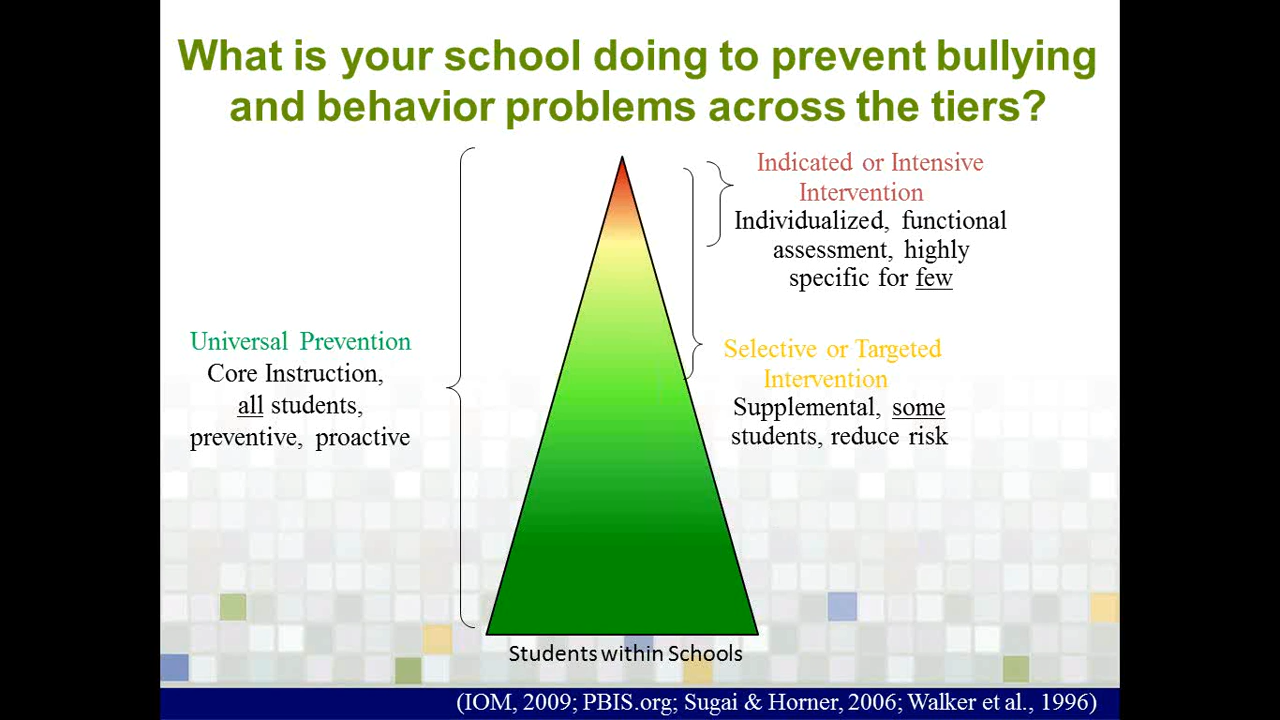 What is your school doing to prevent bullying
and behavior problems across the tiers?
Indicated or Intensive
Intervention
Individualized, functional
assessment, highly
specific for few
Universal Prevention
Core Instruction,
all students,
preventive, proactive
Selective or Targeted
Intervention
Supplemental, some
students, reduce risk
Students within Schools
(IOM, 2009; PBIS.org; Sugai & Horner, 2006; Walker et al., 1996)